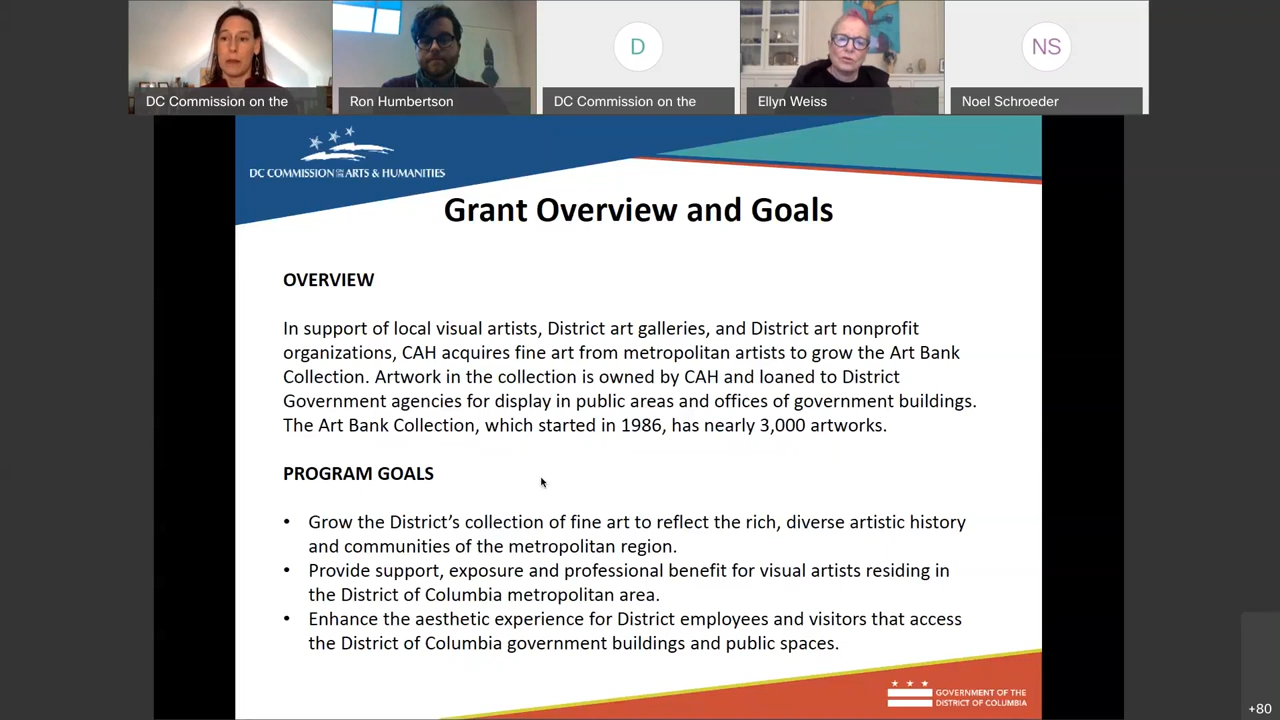 DC Commission on the
Ron Humbertson
D
DC Commission on the
Ellyn Weiss
NS
Noel Schroeder
DC COMMISSION ON THE ARTS & HUMANITIES
Grant Overview and Goals
OVERVIEW
In support of local visual artists, District art galleries, and District art nonprofit
organizations, CAH acquires fine art from metropolitan artists to grow the Art Bank
Collection. Artwork in the collection is owned by CAH and loaned to District
Government agencies for display in public areas and offices of government buildings.
The Art Bank Collection, which started in 1986, has nearly 3,000 artworks.
PROGRAM GOALS
• Grow the District’s collection of fine art to reflect the rich, diverse artistic history
and communities of the metropolitan region.
• Provide support, exposure and professional benefit for visual artists residing in
the District of Columbia metropolitan area.
• Enhance the aesthetic experience for District employees and visitors that access
the District of Columbia government buildings and public spaces.
GOVERNMENT OF THE
DISTRICT OF COLUMBIA
+80